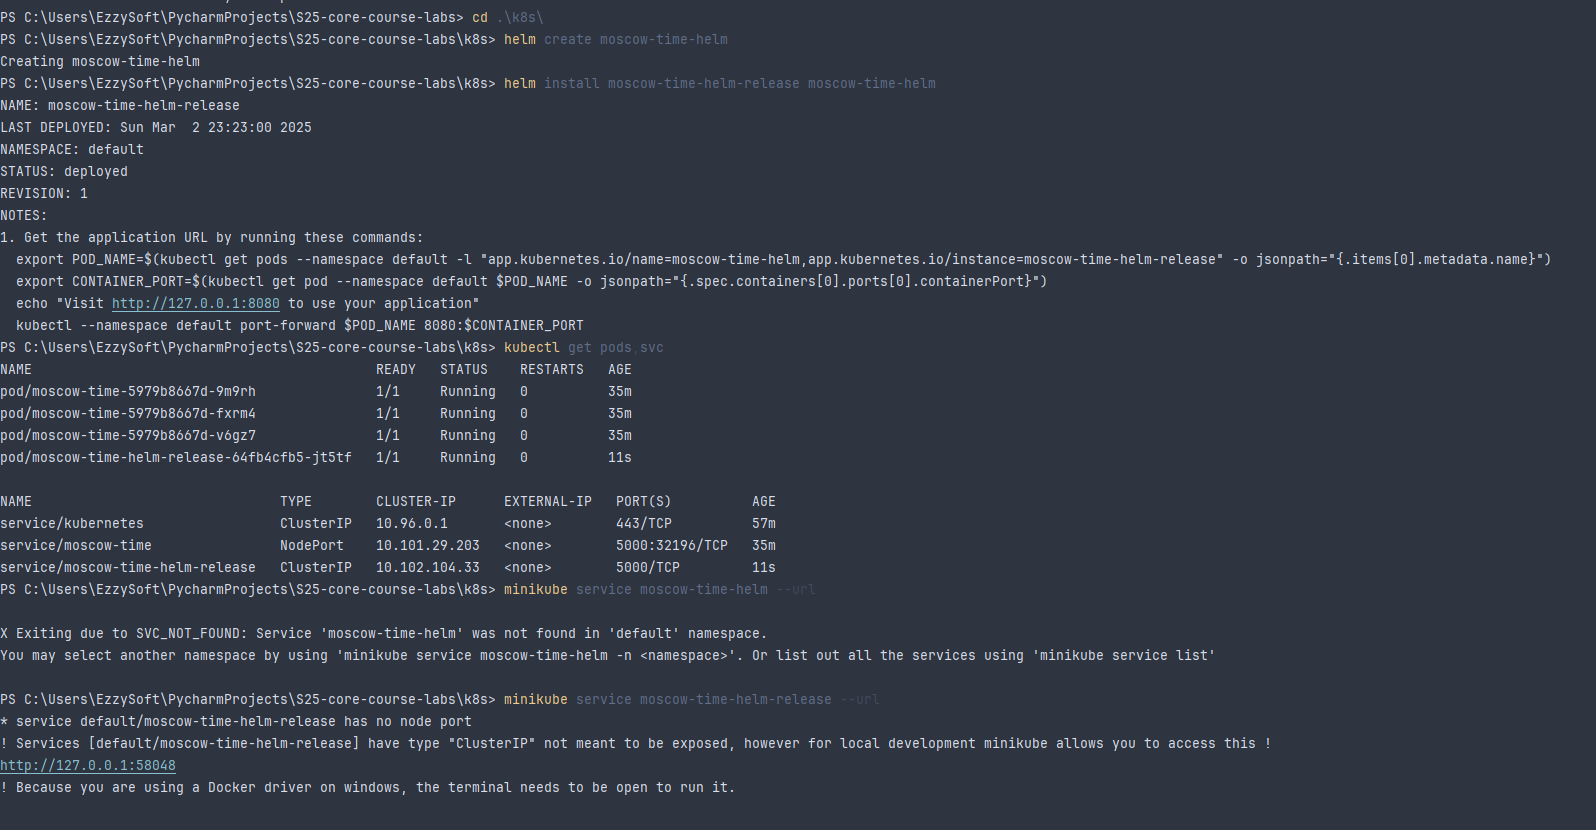 PS C:\Users\EzzySoft\PycharmProjects\S25-core-course-labs> cd .\k8s\
PS C:\Users\EzzySoft\PycharmProjects\S25-core-course-labs\k8s> helm create moscow-time-helm
Creating moscow-time-helm
PS C:\Users\EzzySoft\PycharmProjects\S25-core-course-labs\k8s> helm install moscow-time-helm-release moscow-time-helm
NAME: moscow-time-helm-release
LAST DEPLOYED: Sun Mar  2 23:23:00 2025
NAMESPACE: default
STATUS: deployed
REVISION: 1
NOTES:
1. Get the application URL by running these commands:
  export POD_NAME=$(kubectl get pods --namespace default -l "app.kubernetes.io/name=moscow-time-helm,app.kubernetes.io/instance=moscow-time-helm-release" -o jsonpath="{.items[0].metadata.name}")
  export CONTAINER_PORT=$(kubectl get pod --namespace default $POD_NAME -o jsonpath="{.spec.containers[0].ports[0].containerPort}")
  echo "Visit http://127.0.0.1:8080 to use your application"
  kubectl --namespace default port-forward $POD_NAME 8080:$CONTAINER_PORT
PS C:\Users\EzzySoft\PycharmProjects\S25-core-course-labs\k8s> kubectl get pods,svc
NAME                                           READY   STATUS    RESTARTS   AGE
pod/moscow-time-5979b8667d-9m9rh               1/1     Running   0          35m
pod/moscow-time-5979b8667d-fxrm4               1/1     Running   0          35m
pod/moscow-time-5979b8667d-v6gz7               1/1     Running   0          35m
pod/moscow-time-helm-release-64fb4cfb5-jt5tf   1/1     Running   0          11s
NAME                               TYPE        CLUSTER-IP      EXTERNAL-IP   PORT(S)          AGE
service/kubernetes                 ClusterIP   10.96.0.1       <none>        443/TCP          57m
service/moscow-time                NodePort    10.101.29.203   <none>        5000:32196/TCP   35m
service/moscow-time-helm-release   ClusterIP   10.102.104.33   <none>        5000/TCP         11s
PS C:\Users\EzzySoft\PycharmProjects\S25-core-course-labs\k8s> minikube service moscow-time-helm --url
X Exiting due to SVC_NOT_FOUND: Service 'moscow-time-helm' was not found in 'default' namespace.
You may select another namespace by using 'minikube service moscow-time-helm -n <namespace>'. Or list out all the services using 'minikube service list'
PS C:\Users\EzzySoft\PycharmProjects\S25-core-course-labs\k8s> minikube service moscow-time-helm-release --url
* service default/moscow-time-helm-release has no node port
! Services [default/moscow-time-helm-release] have type "ClusterIP" not meant to be exposed, however for local development minikube allows you to access this !
http://127.0.0.1:58048
! Because you are using a Docker driver on windows, the terminal needs to be open to run it.